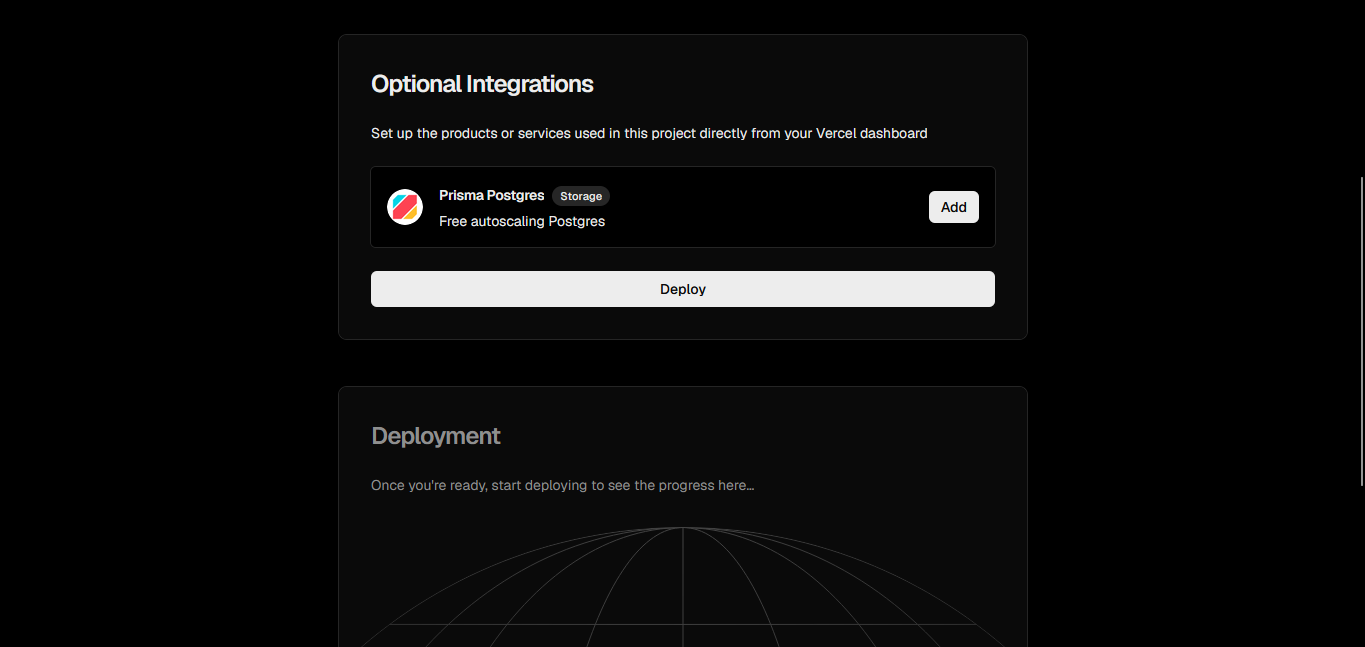 Optional Integrations
Set up the products or services used in this project directly from your Vercel dashboard
Prisma Postgres Storage
Free autoscaling Postgres
Add
Deploy
Deployment
Once you're ready, start deploying to see the progress here...